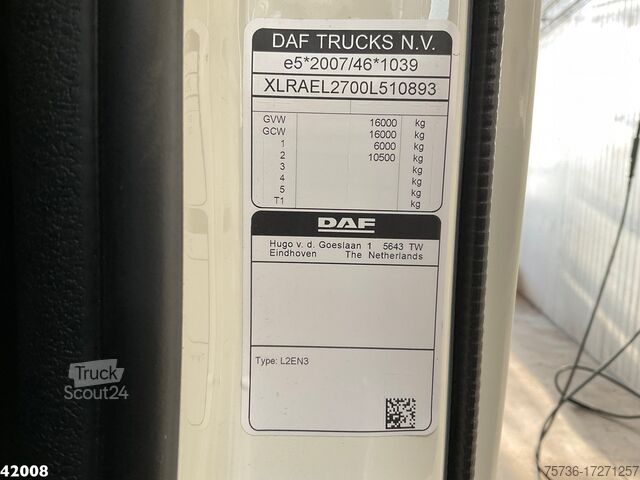 DAF TRUCKS N.V.
e5*2007/46*1039
XLRAEL2700L510893
GVW 16000 kg
GCW 16000 kg
1 6000 kg
2 10500 kg
3 kg
4 kg
5 kg
T1 kg
DAF
Hugo v. d. Goeslaan 1 5643 TW
Eindhoven The Netherlands
Type: L2EN3
Truck
Scout24
42008
75736-17271257